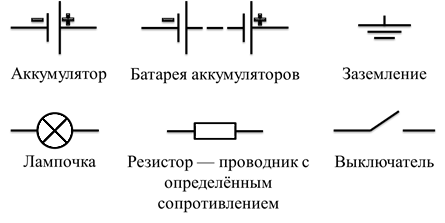 Аккумулятор
Батарея аккумуляторов
Заземление
Лампочка
Резистор — проводник с
определённым
сопротивлением
Выключатель